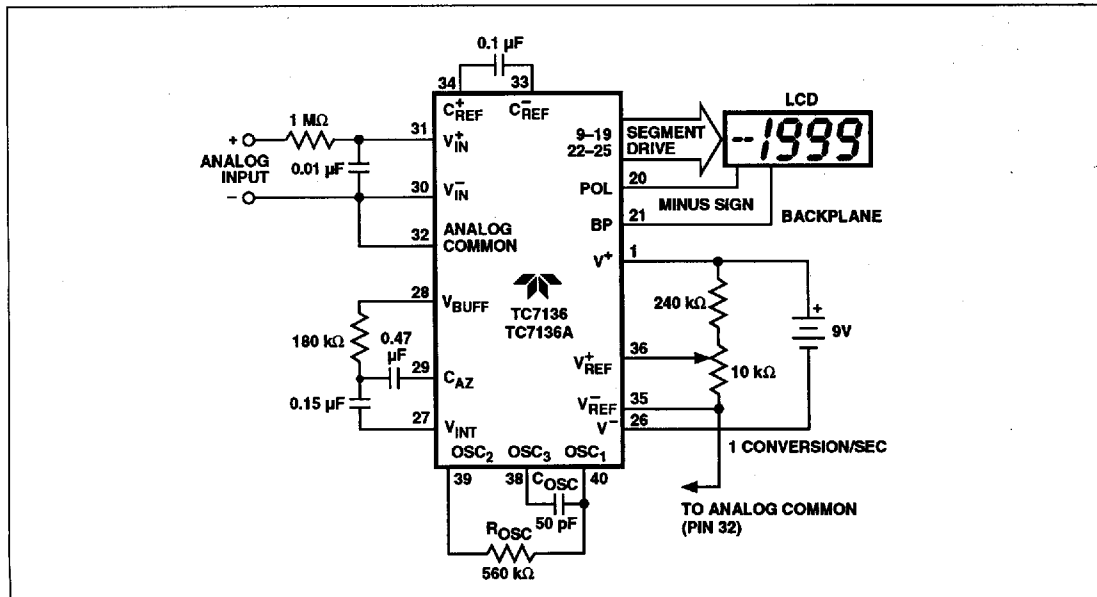 0.1 µF
34
33
C+REF
C−REF
LCD
1 MΩ
31
V+IN
9–19
22–25
SEGMENT
DRIVE
-1999
+
ANALOG
INPUT
0.01 µF
–
30
V−IN
POL
20
MINUS SIGN
32
ANALOG
COMMON
BP
21
BACKPLANE
V+
1
28
VBUFF
TC7136
TC7136A
240 kΩ
+
9V
180 kΩ
0.47
µF
29
CAZ
V+REF
36
10 kΩ
0.15 µF
27
VINT
V−REF
35
V−
26
1 CONVERSION/SEC
OSC2
OSC3
OSC1
39
38
COSC
40
50 pF
TO ANALOG COMMON
(PIN 32)
ROSC
560 kΩ